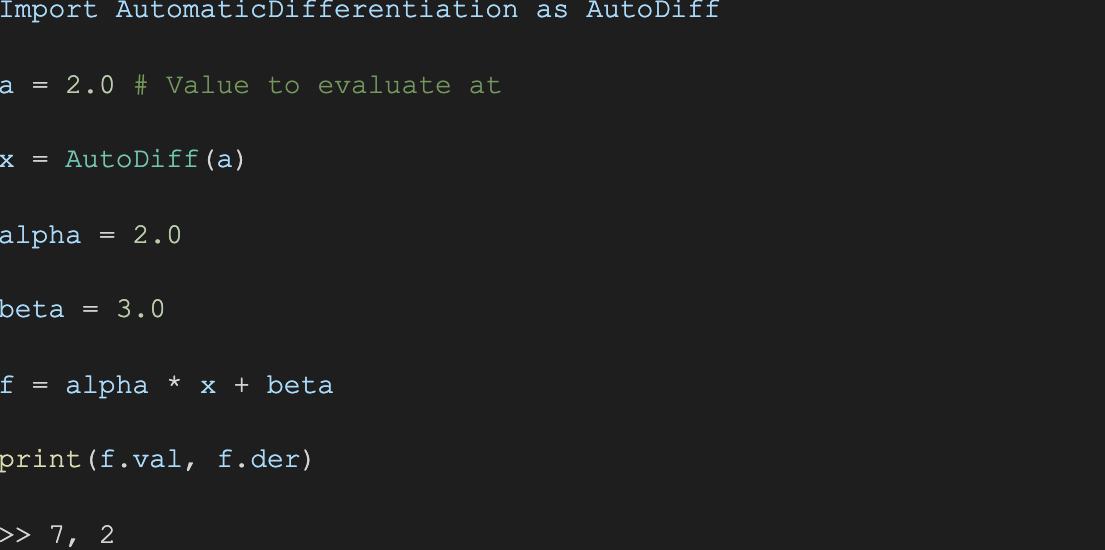 Import AutomaticDifferentiation as AutoDiff
a = 2.0 # Value to evaluate at
x = AutoDiff(a)
alpha = 2.0
beta = 3.0
f = alpha * x + beta
print(f.val, f.der)
>> 7, 2